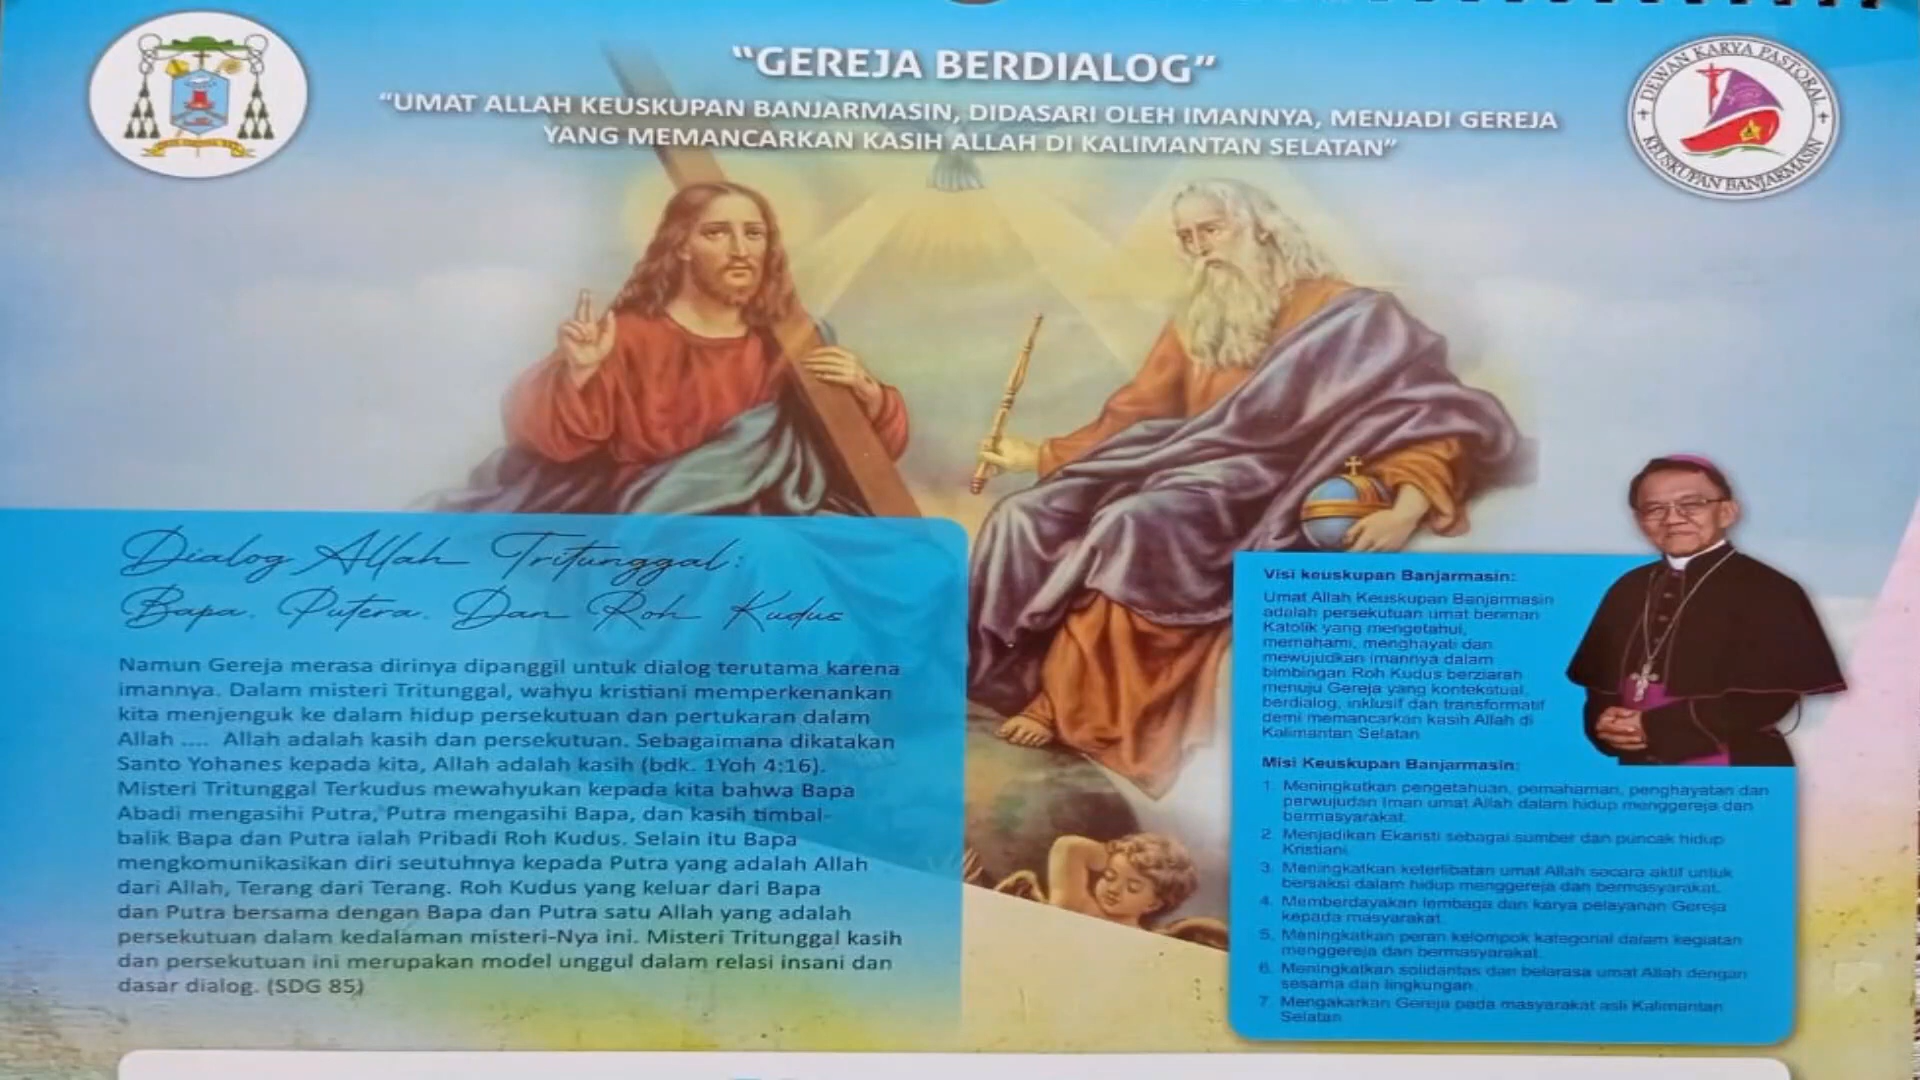 "GEREJA BERDIALOG"
"UMAT ALLAH KEUSKUPAN BANJARMASIN, DIDASARI OLEH IMANNYA, MENJADI GEREJA
YANG MEMANCARKAN KASIH ALLAH DI KALIMANTAN SELATAN"
DEWAN KARYA PASTORAL
KEUSKUPAN BANJARMASIN
Dialog Allah Tritunggal:
Bapa, Putera, Dan Roh Kudus
Namun Gereja merasa dirinya dipanggil untuk dialog terutama karena
imannya. Dalam misteri Tritunggal, wahyu kristiani memperkenankan
kita menjenguk ke dalam hidup persekutuan dan pertukaran dalam
Allah .... Allah adalah kasih dan persekutuan. Sebagaimana dikatakan
Santo Yohanes kepada kita, Allah adalah kasih (bdk. 1Yoh 4:16).
Misteri Tritunggal Terkudus mewahyukan kepada kita bahwa Bapa
Abadi mengasihi Putra, Putra mengasihi Bapa, dan kasih timbal-
balik Bapa dan Putra ialah Pribadi Roh Kudus. Selain itu Bapa
mengkomunikasikan diri seutuhnya kepada Putra yang adalah Allah
dari Allah, Terang dari Terang. Roh Kudus yang keluar dari Bapa
dan Putra bersama dengan Bapa dan Putra satu Allah yang adalah
persekutuan dalam kedalaman misteri-Nya ini. Misteri Tritunggal kasih
dan persekutuan ini merupakan model unggul dalam relasi insani dan
dasar dialog. (SDG 85)
Visi keuskupan Banjarmasin:
Umat Allah Keuskupan Banjarmasin
adalah persekutuan umat beriman
Katolik yang mengetahui,
memahami, menghayati dan
mewujudkan imannya dalam
bimbingan Roh Kudus berziarah
menuju Gereja yang kontekstual,
berdialog, inklusif dan transformatif
demi memancarkan kasih Allah di
Kalimantan Selatan
Misi Keuskupan Banjarmasin:
1. Meningkatkan pengetahuan, pemahaman, penghayatan dan
perwujudan Iman umat Allah dalam hidup menggereja dan
bermasyarakat.
2. Menjadikan Ekaristi sebagai sumber dan puncak hidup
Kristiani.
3. Meningkatkan keterlibatan umat Allah secara aktif untuk
bersaksi dalam hidup menggereja dan bermasyarakat.
4. Memberdayakan lembaga dan karya pelayanan Gereja
kepada masyarakat.
5. Meningkatkan peran kelompok kategorial dalam kegiatan
menggereja dan bermasyarakat.
6. Meningkatkan solidaritas dan belarasa umat Allah dengan
sesama dan lingkungan.
7. Mengakarkan Gereja pada masyarakat asli Kalimantan
Selatan